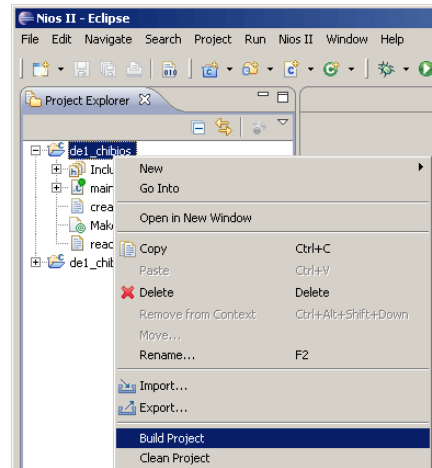 Nios II - Eclipse
File Edit Navigate Search Project Run Nios II Window Help
Project Explorer
de1_chibios
Inclu
main
crea
Make
reac
de1_chib
New
Go Into
Open in New Window
Copy Ctrl+C
Paste Ctrl+V
Delete Delete
Remove from Context Ctrl+Alt+Shift+Down
Move...
Rename... F2
Import...
Export...
Build Project
Clean Project